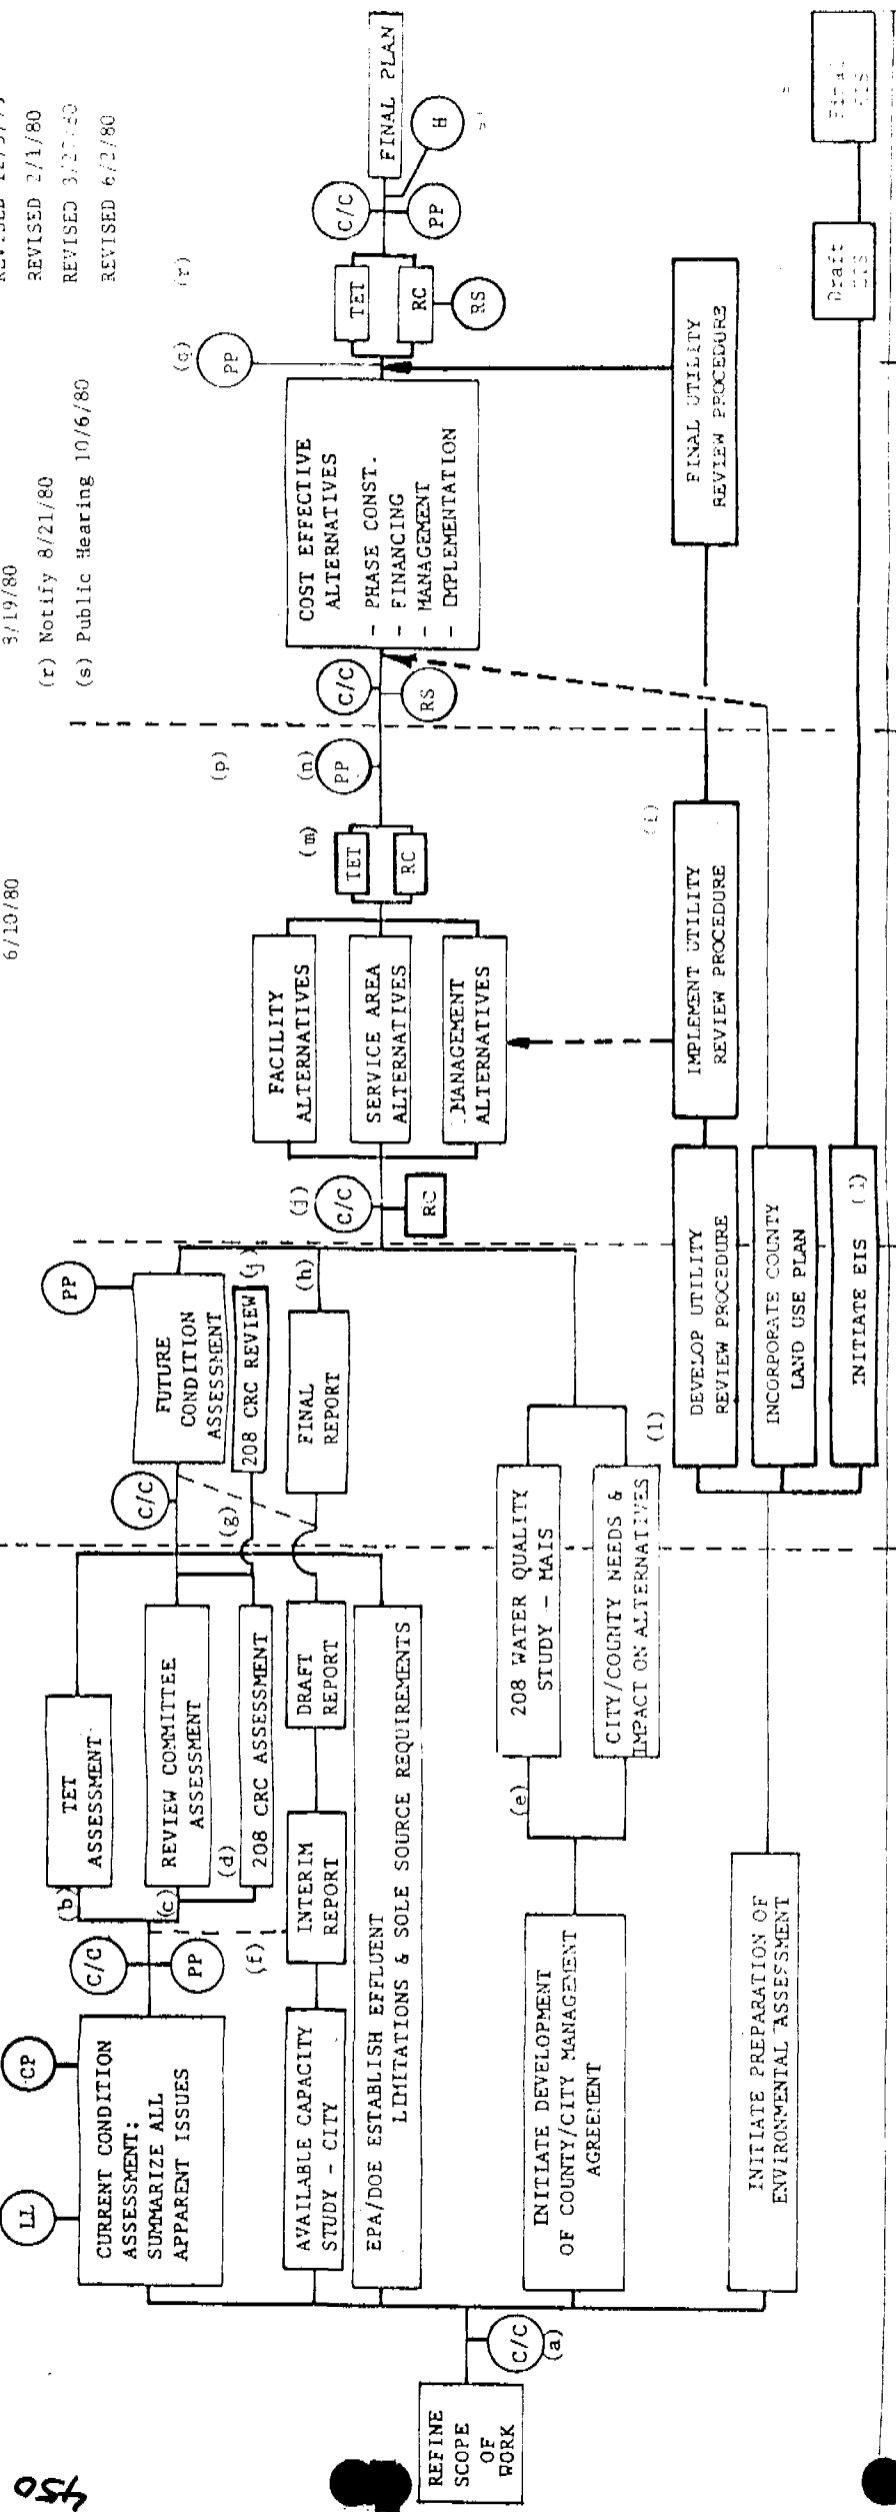 450
REVISED 2/1/80
REVISED 3/27/80
REVISED 6/2/80
3/19/80
(r) Notify 8/21/80
(s) Public Hearing 10/6/80
6/10/80
REFINE
SCOPE
OF
WORK
C/C
(a)
LL
CP
CURRENT CONDITION
ASSESSMENT:
SUMMARIZE ALL
APPARENT ISSUES
AVAILABLE CAPACITY
STUDY - CITY
EPA/DOE ESTABLISH EFFLUENT
LIMITATIONS & SOLE SOURCE REQUIREMENTS
INITIATE DEVELOPMENT
OF COUNTY/CITY MANAGEMENT
AGREEMENT
INITIATE PREPARATION OF
ENVIRONMENTAL ASSESSMENT
C/C
PP
(b)
(c)
(d)
(f)
TET
ASSESSMENT
REVIEW COMMITTEE
ASSESSMENT
208 CRC ASSESSMENT
INTERIM
REPORT
DRAFT
REPORT
(e)
208 WATER QUALITY
STUDY - MAIS
CITY/COUNTY NEEDS &
IMPACT ON ALTERNATIVES
(l)
C/C
(g)
PP
FUTURE
CONDITION
ASSESSMENT
208 CRC REVIEW
(j)
FINAL
REPORT
(h)
DEVELOP UTILITY
REVIEW PROCEDURE
INCORPORATE COUNTY
LAND USE PLAN
INITIATE EIS
(j)
C/C
RC
FACILITY
ALTERNATIVES
SERVICE AREA
ALTERNATIVES
MANAGEMENT
ALTERNATIVES
IMPLEMENT UTILITY
REVIEW PROCEDURE
(m)
TET
RC
(n)
PP
(p)
C/C
RS
COST EFFECTIVE
ALTERNATIVES
- PHASE CONST.
- FINANCING
- MANAGEMENT
- IMPLEMENTATION
FINAL UTILITY
REVIEW PROCEDURE
(q)
PP
(r)
TET
RC
RS
C/C
PP
H
FINAL PLAN
Draft
EIS
Final
EIS